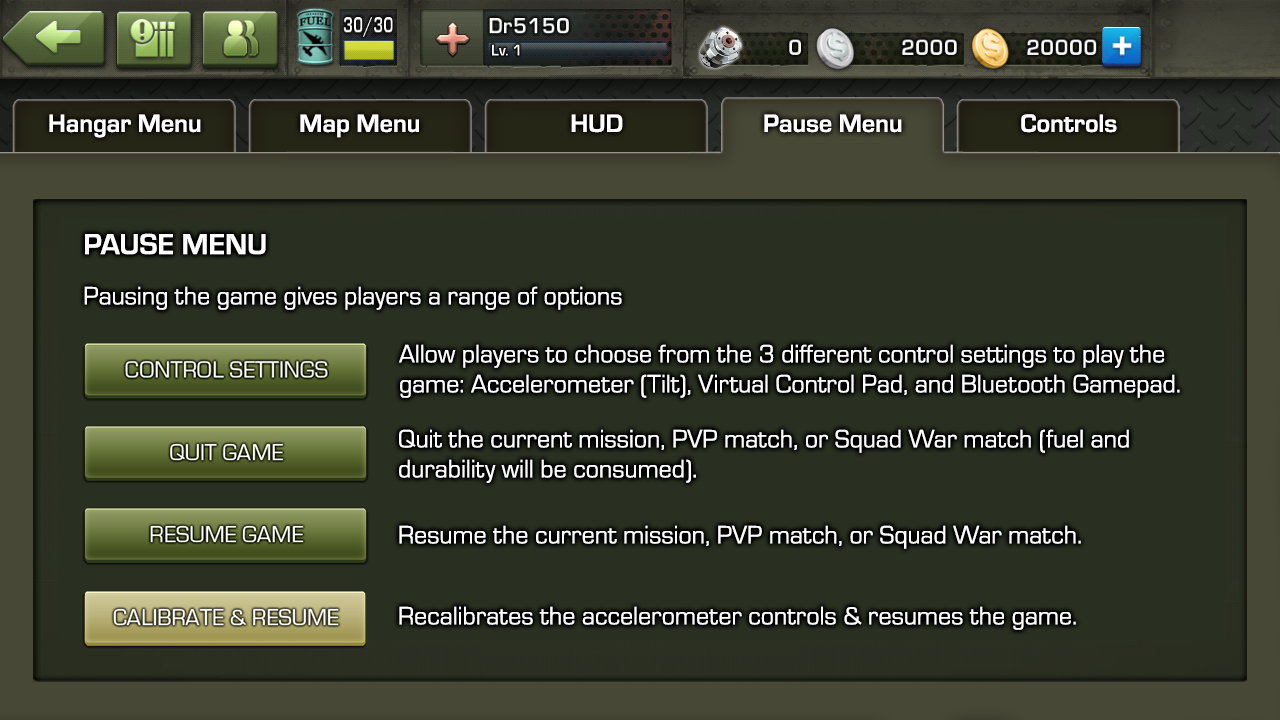 FUEL
30/30
Dr5150
Lv. 1
0
2000
20000
Hangar Menu
Map Menu
HUD
Pause Menu
Controls
PAUSE MENU
Pausing the game gives players a range of options
CONTROL SETTINGS
Allow players to choose from the 3 different control settings to play the
game: Accelerometer (Tilt), Virtual Control Pad, and Bluetooth Gamepad.
QUIT GAME
Quit the current mission, PVP match, or Squad War match (fuel and
durability will be consumed).
RESUME GAME
Resume the current mission, PVP match, or Squad War match.
CALIBRATE & RESUME
Recalibrates the accelerometer controls & resumes the game.